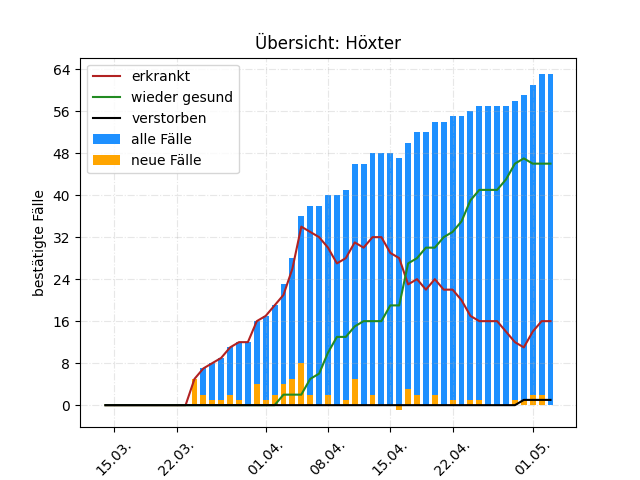 Übersicht: Höxter
bestätigte Fälle
64
56
48
40
32
24
16
8
0
erkrankt
wieder gesund
verstorben
alle Fälle
neue Fälle
15.03.
22.03.
01.04.
08.04.
15.04.
22.04.
01.05.